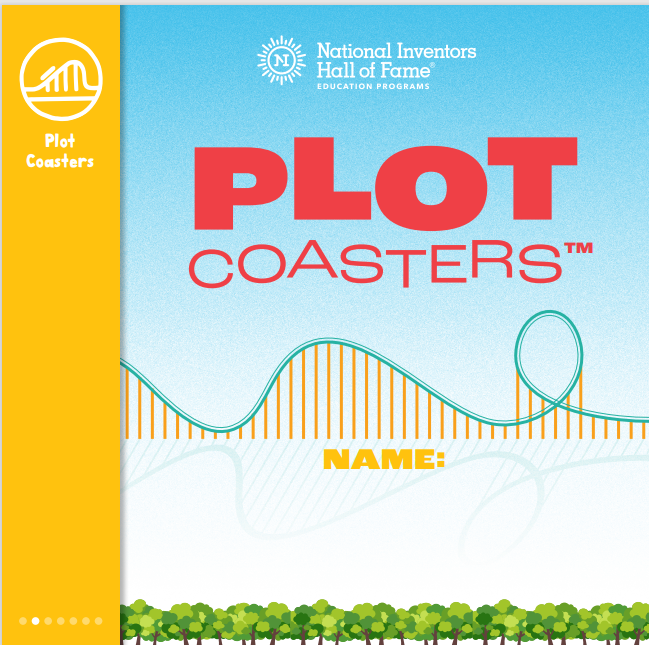 Plot
Coasters
N
National Inventors
Hall of Fame®
EDUCATION PROGRAMS
PLOT
COASTERS™
NAME: